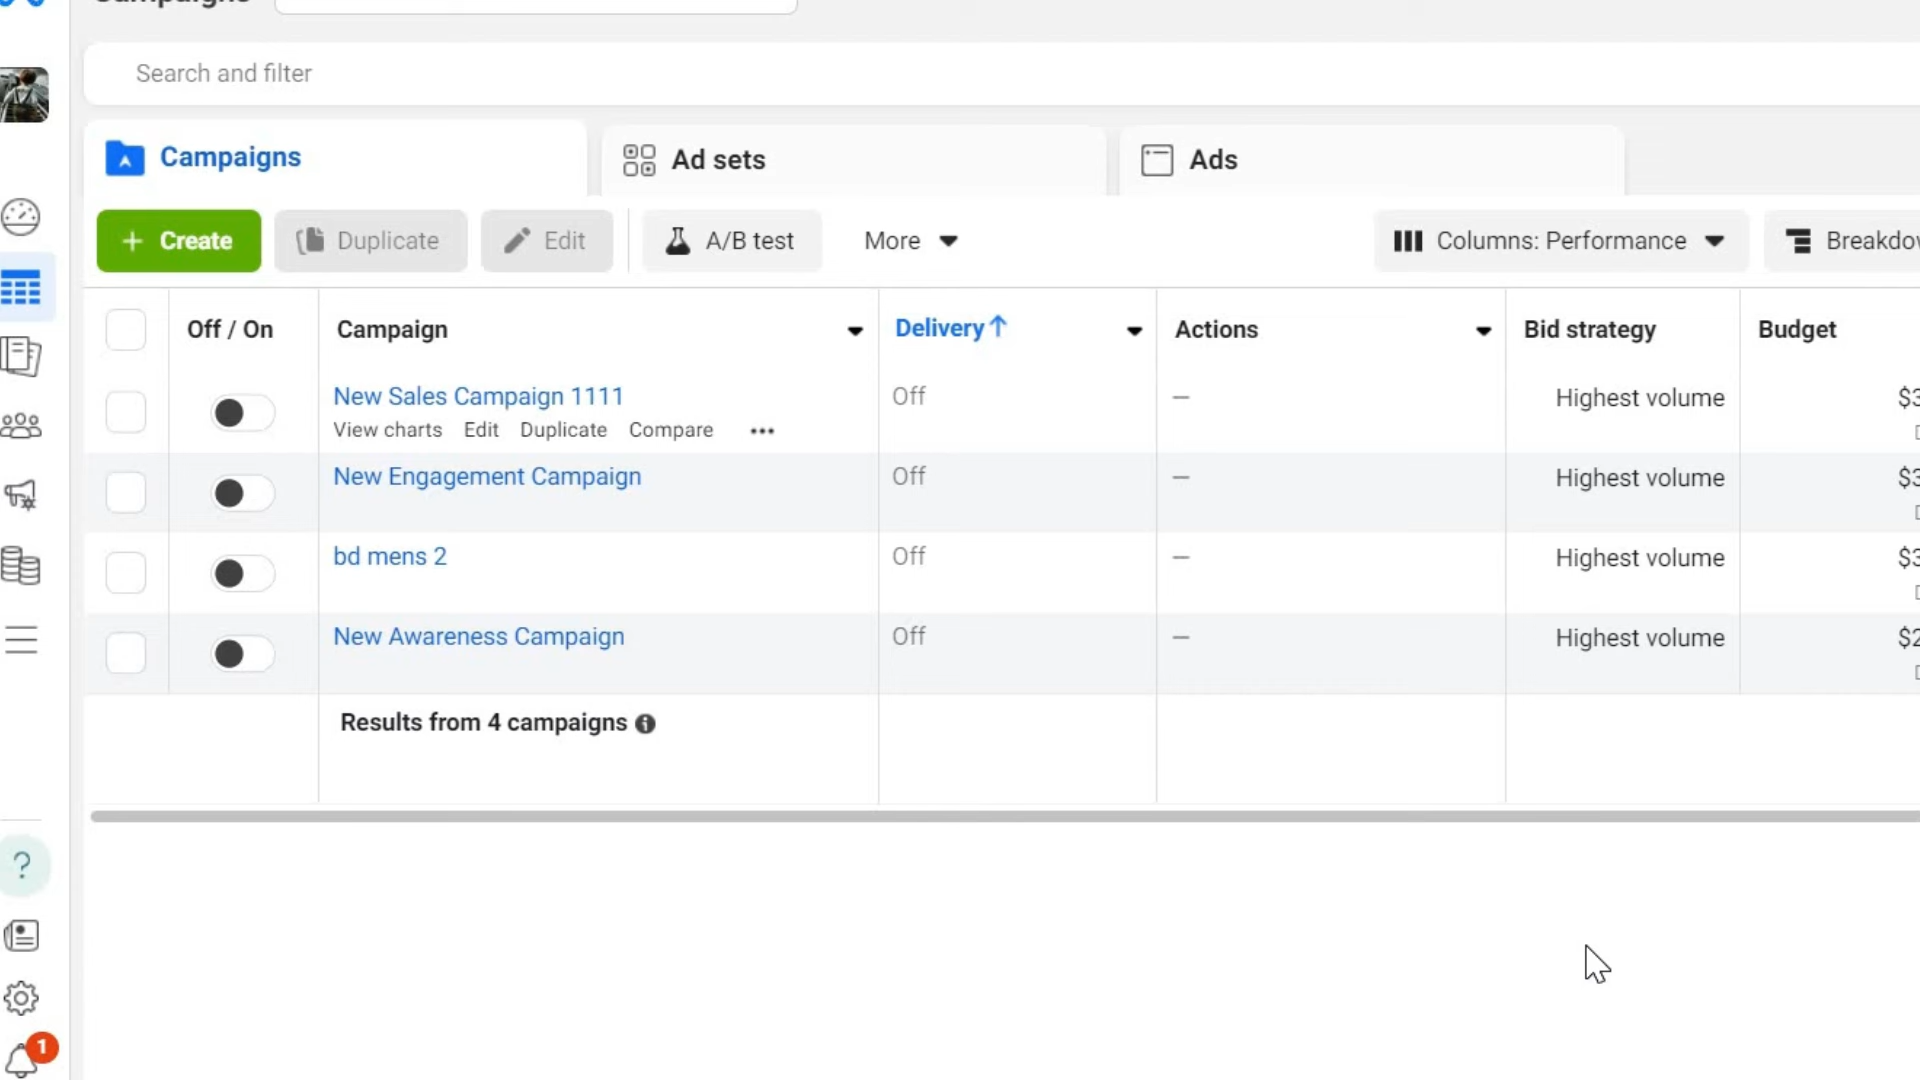 Campaigns
Search and filter
Campaigns
Ad sets
Ads
+ Create
Duplicate
Edit
A/B test
More
Columns: Performance
Off / On
Campaign
Delivery↑
Actions
Bid strategy
Budget
New Sales Campaign 1111
Off
—
Highest volume
View charts Edit Duplicate Compare ...
New Engagement Campaign
Off
—
Highest volume
bd mens 2
Off
—
Highest volume
New Awareness Campaign
Off
—
Highest volume
Results from 4 campaigns
?
1